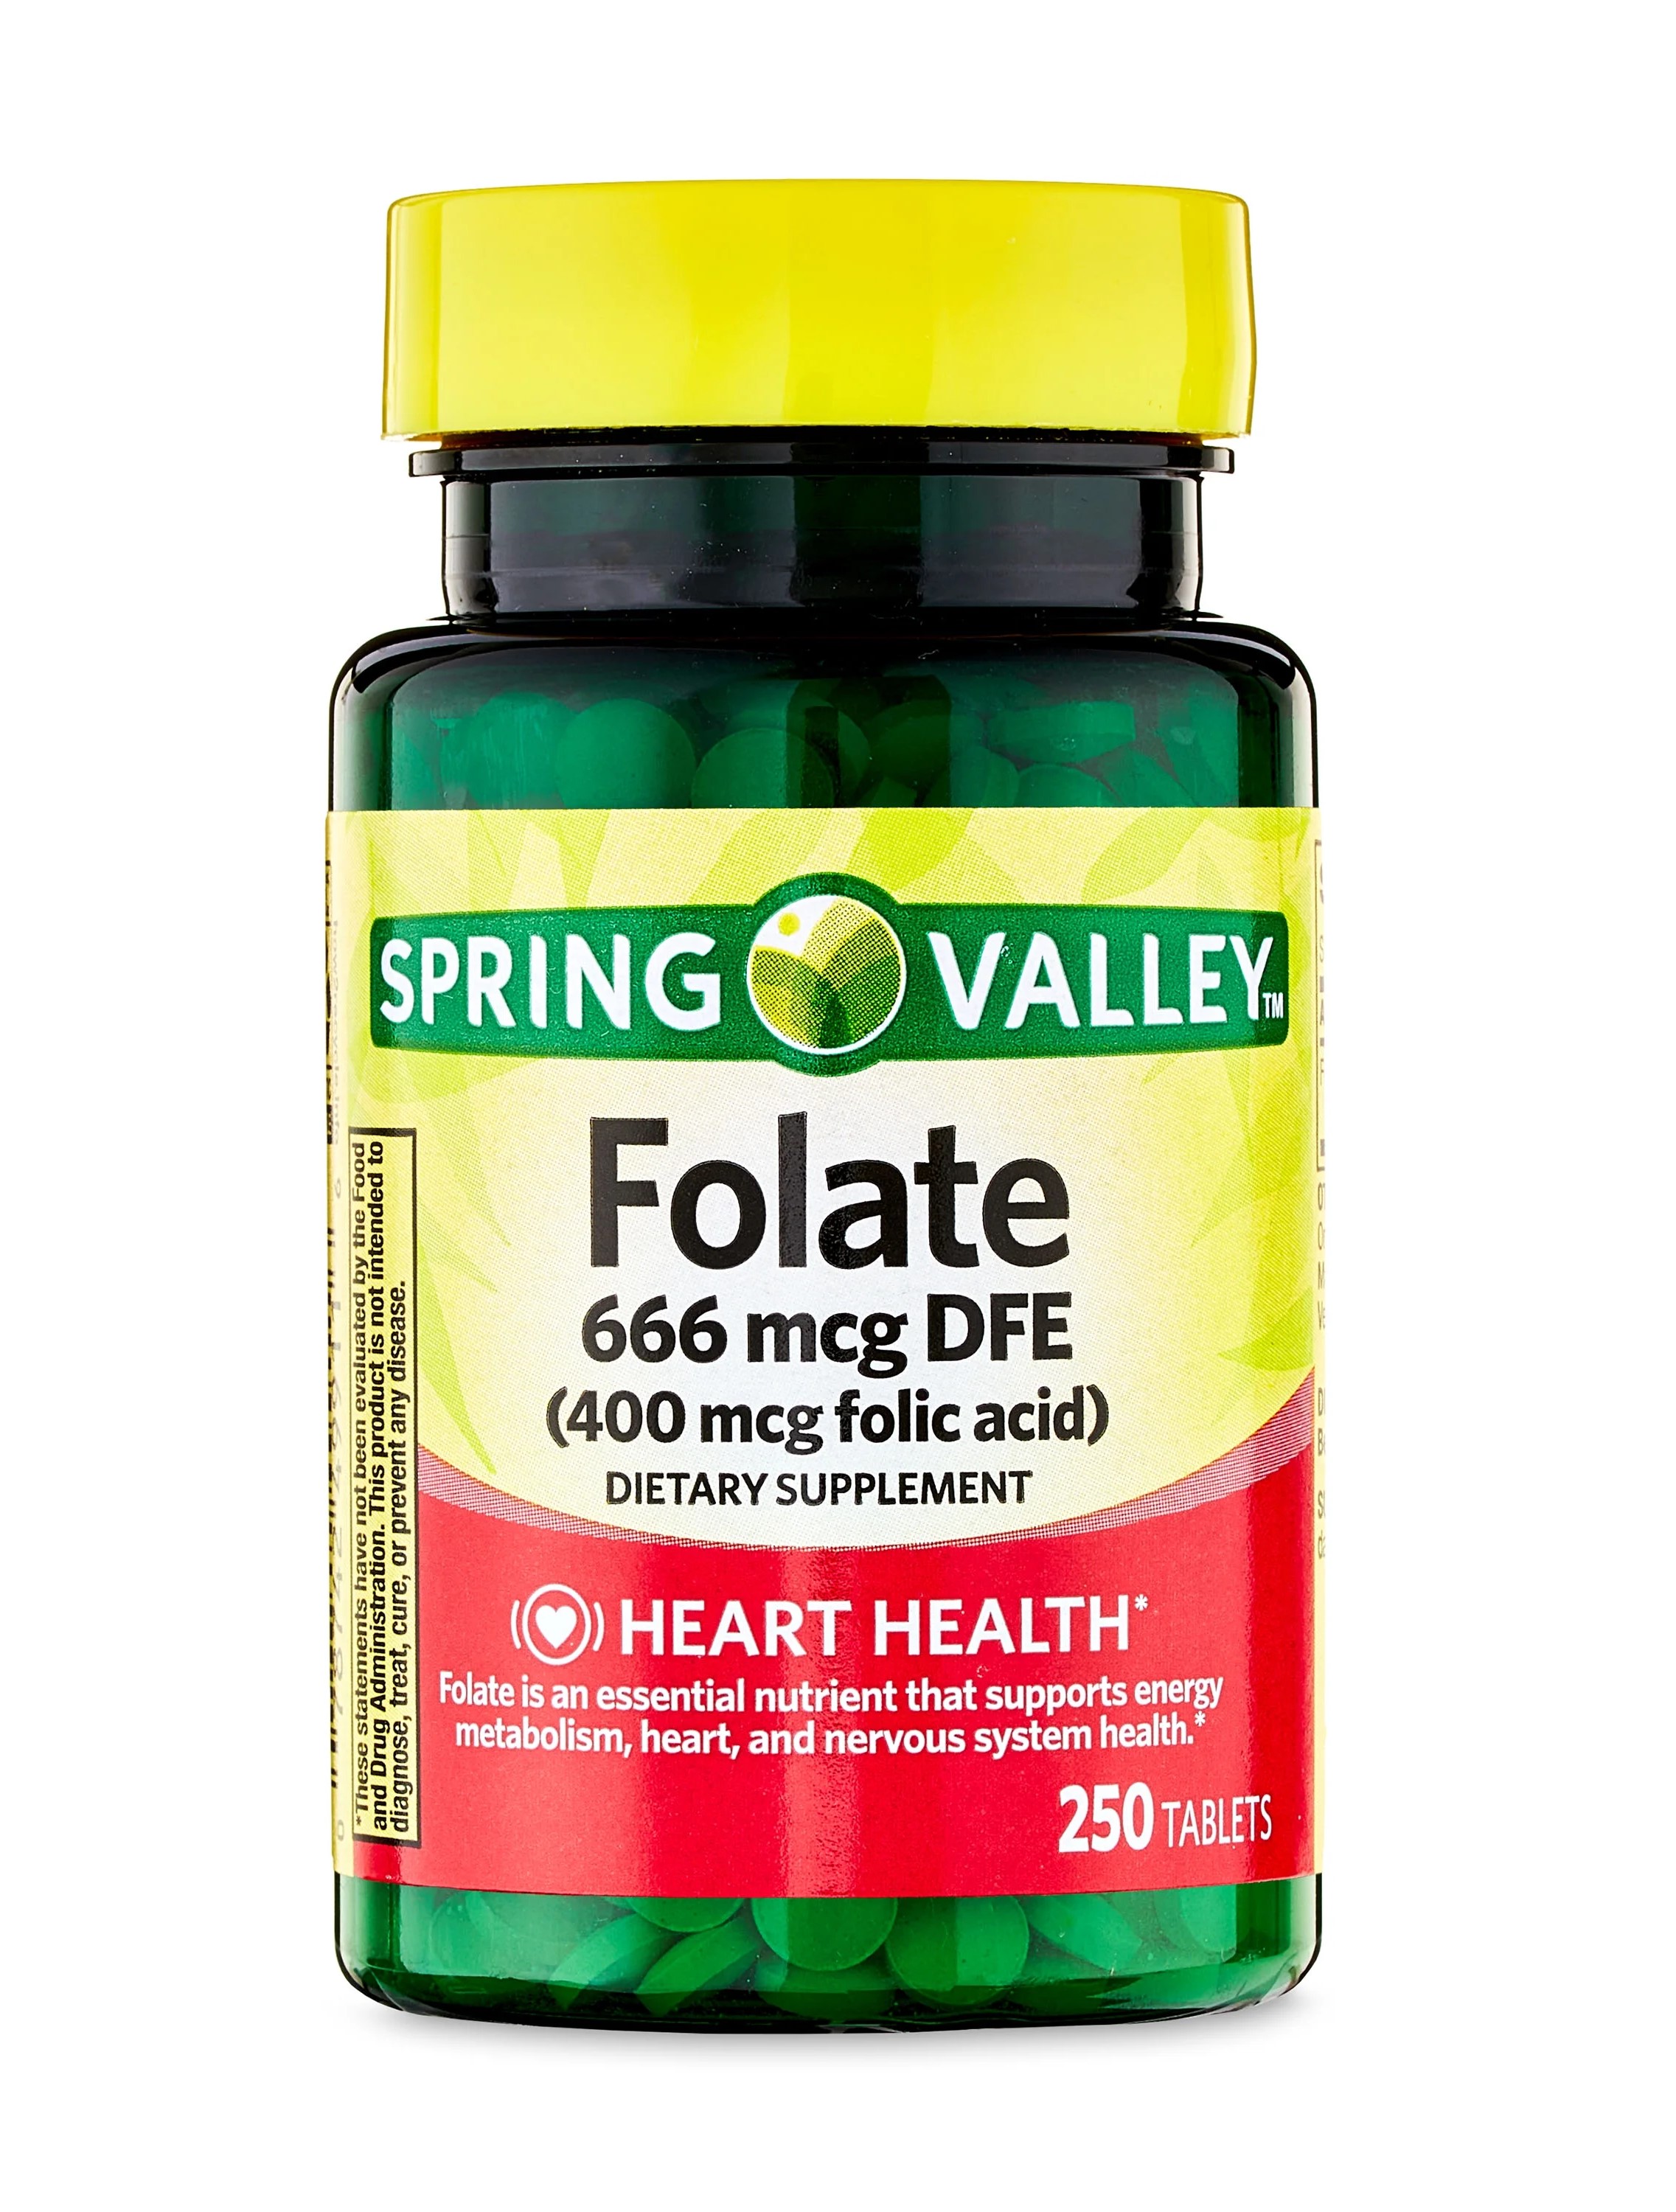 SPRING VALLEY™
Folate
666 mcg DFE
(400 mcg folic acid)
DIETARY SUPPLEMENT
HEART HEALTH*
Folate is an essential nutrient that supports energy
metabolism, heart, and nervous system health.*
250 TABLETS
*These statements have not been evaluated by the Food
and Drug Administration. This product is not intended to
diagnose, treat, cure, or prevent any disease.